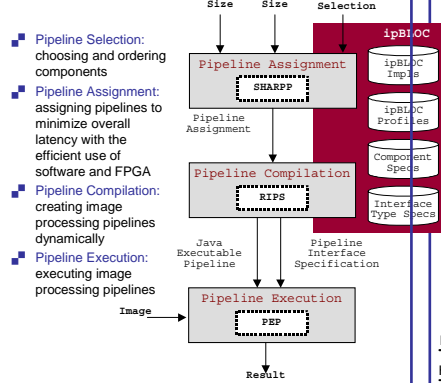 Size Size Selection
ipBLOC
Pipeline Selection:
choosing and ordering
components
Pipeline Assignment:
assigning pipelines to
minimize overall
latency with the
efficient use of
software and FPGA
Pipeline Compilation:
creating image
processing pipelines
dynamically
Pipeline Execution:
executing image
processing pipelines
Pipeline Assignment
SHARPP
Pipeline
Assignment
Pipeline Compilation
RIPS
Java
Executable
Pipeline
Pipeline
Interface
Specification
Image
Pipeline Execution
PEP
Result
ipBLOC
Impls
ipBLOC
Profiles
Component
Specs
Interface
Type Specs